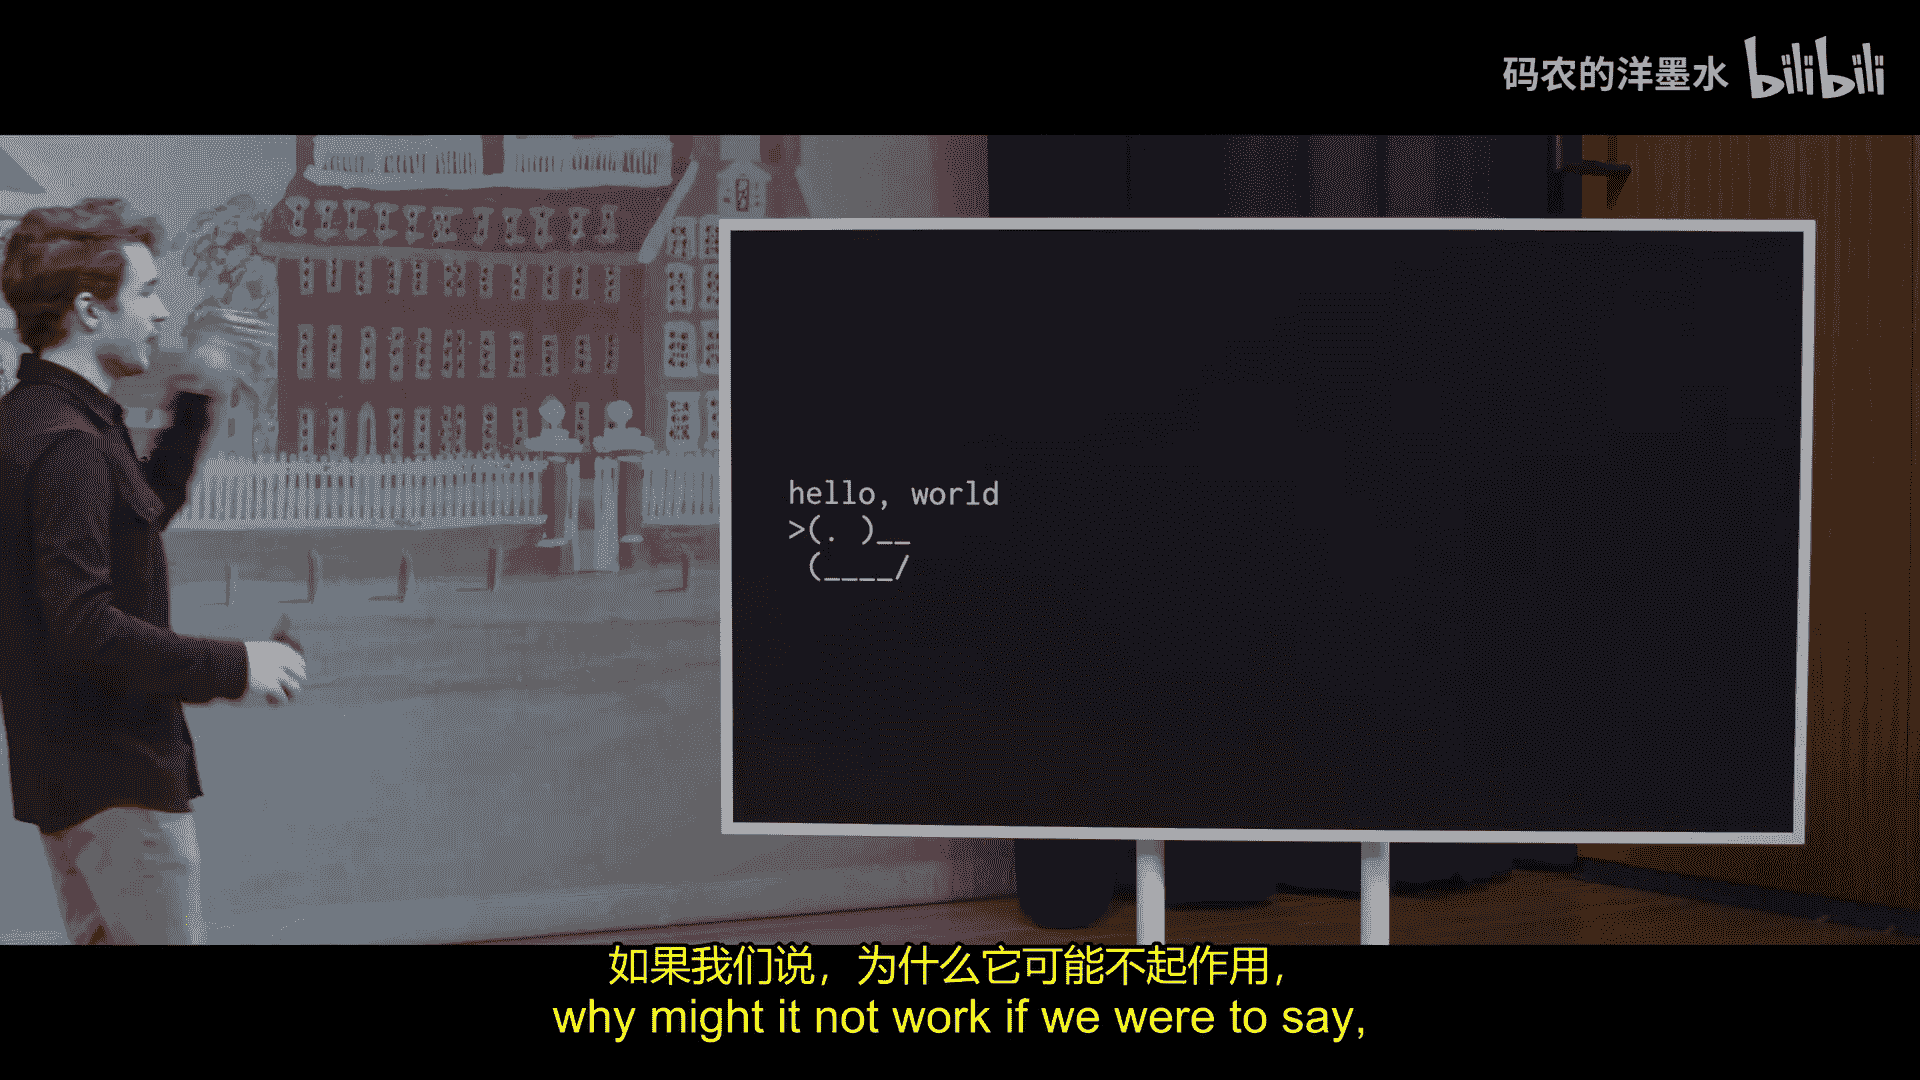 码农的洋墨水 bilibili
hello, world
>(. )__
 (____/
如果我们说，为什么它可能不起作用，
why might it not work if we were to say,